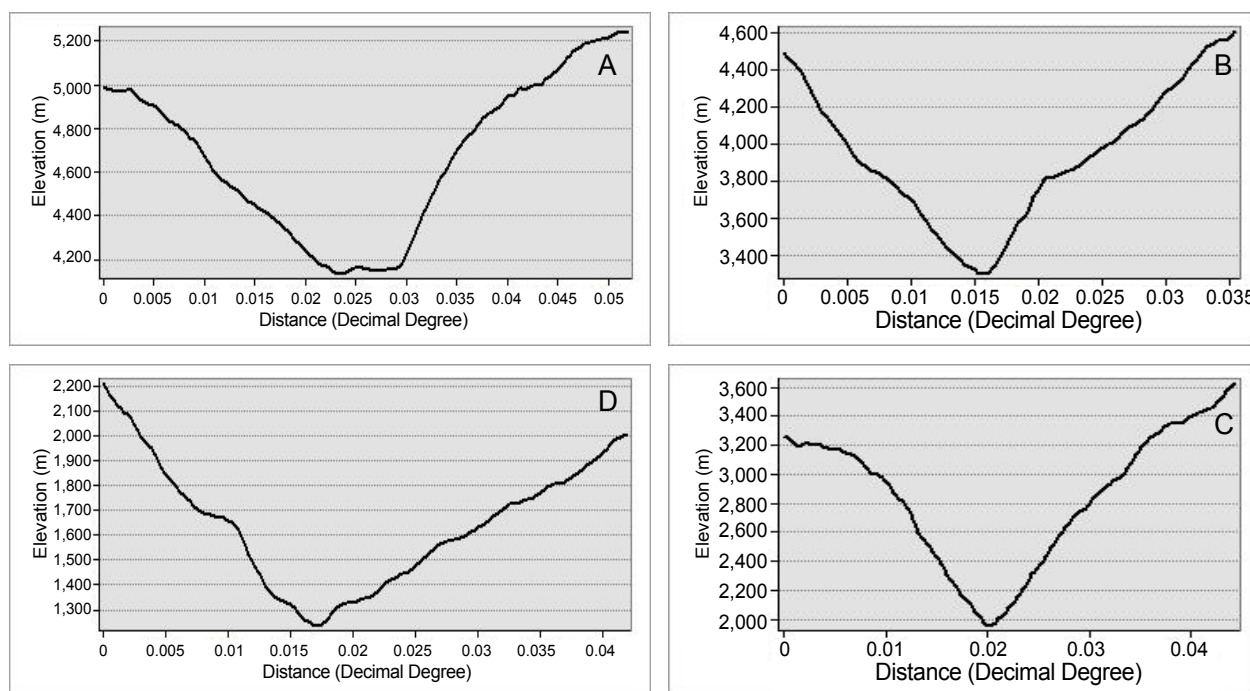 A
Elevation (m)
5,200
5,000
4,800
4,600
4,400
4,200
0 0.005 0.01 0.015 0.02 0.025 0.03 0.035 0.04 0.045 0.05
Distance (Decimal Degree)
B
Elevation (m)
4,600
4,400
4,200
4,000
3,800
3,600
3,400
0 0.005 0.01 0.015 0.02 0.025 0.03 0.035
Distance (Decimal Degree)
D
Elevation (m)
2,200
2,100
2,000
1,900
1,800
1,700
1,600
1,500
1,400
1,300
0 0.005 0.01 0.015 0.02 0.025 0.03 0.035 0.04
Distance (Decimal Degree)
C
Elevation (m)
3,600
3,400
3,200
3,000
2,800
2,600
2,400
2,200
2,000
0 0.01 0.02 0.03 0.04
Distance (Decimal Degree)